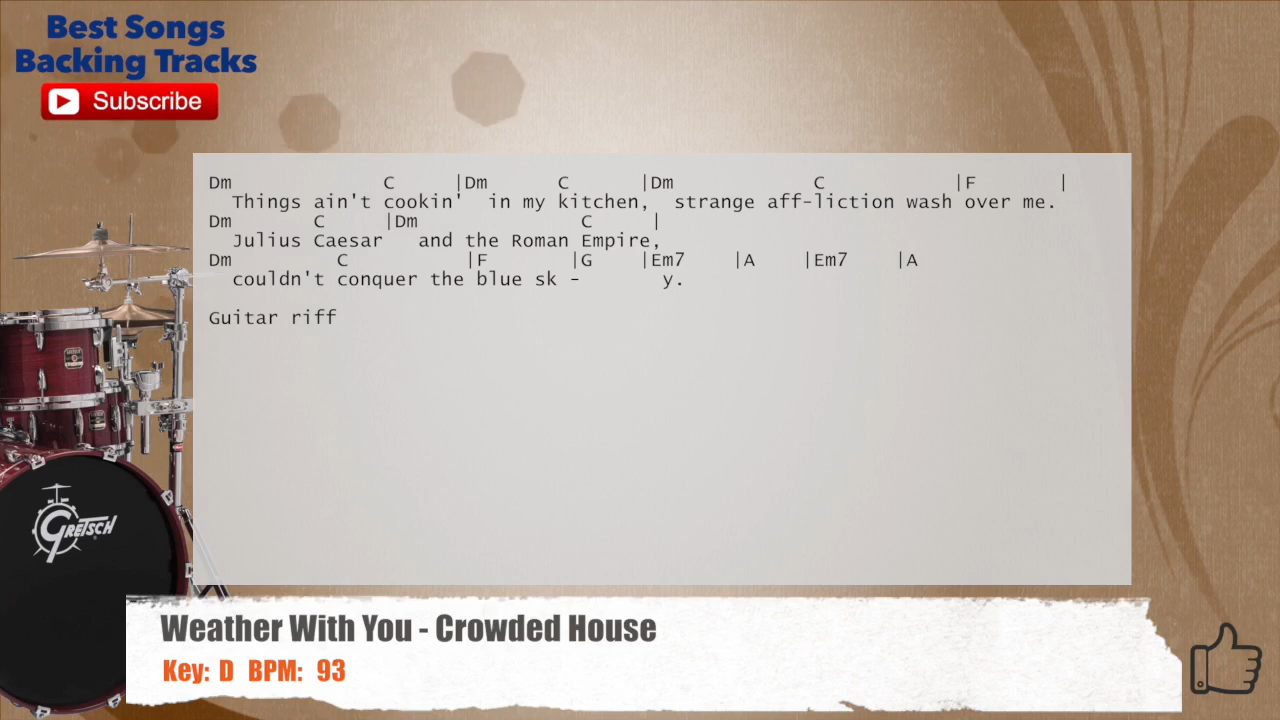 Best Songs
Backing Tracks
Subscribe
Dm             C     |Dm      C      |Dm            C           |F       |
  Things ain't cookin'  in my kitchen,  strange aff-liction wash over me.
Dm       C     |Dm              C     |
  Julius Caesar   and the Roman Empire,
Dm         C          |F       |G    |Em7    |A    |Em7    |A
  couldn't conquer the blue sk -       y.
Guitar riff
GRETSCH
Weather With You - Crowded House
Key: D  BPM: 93